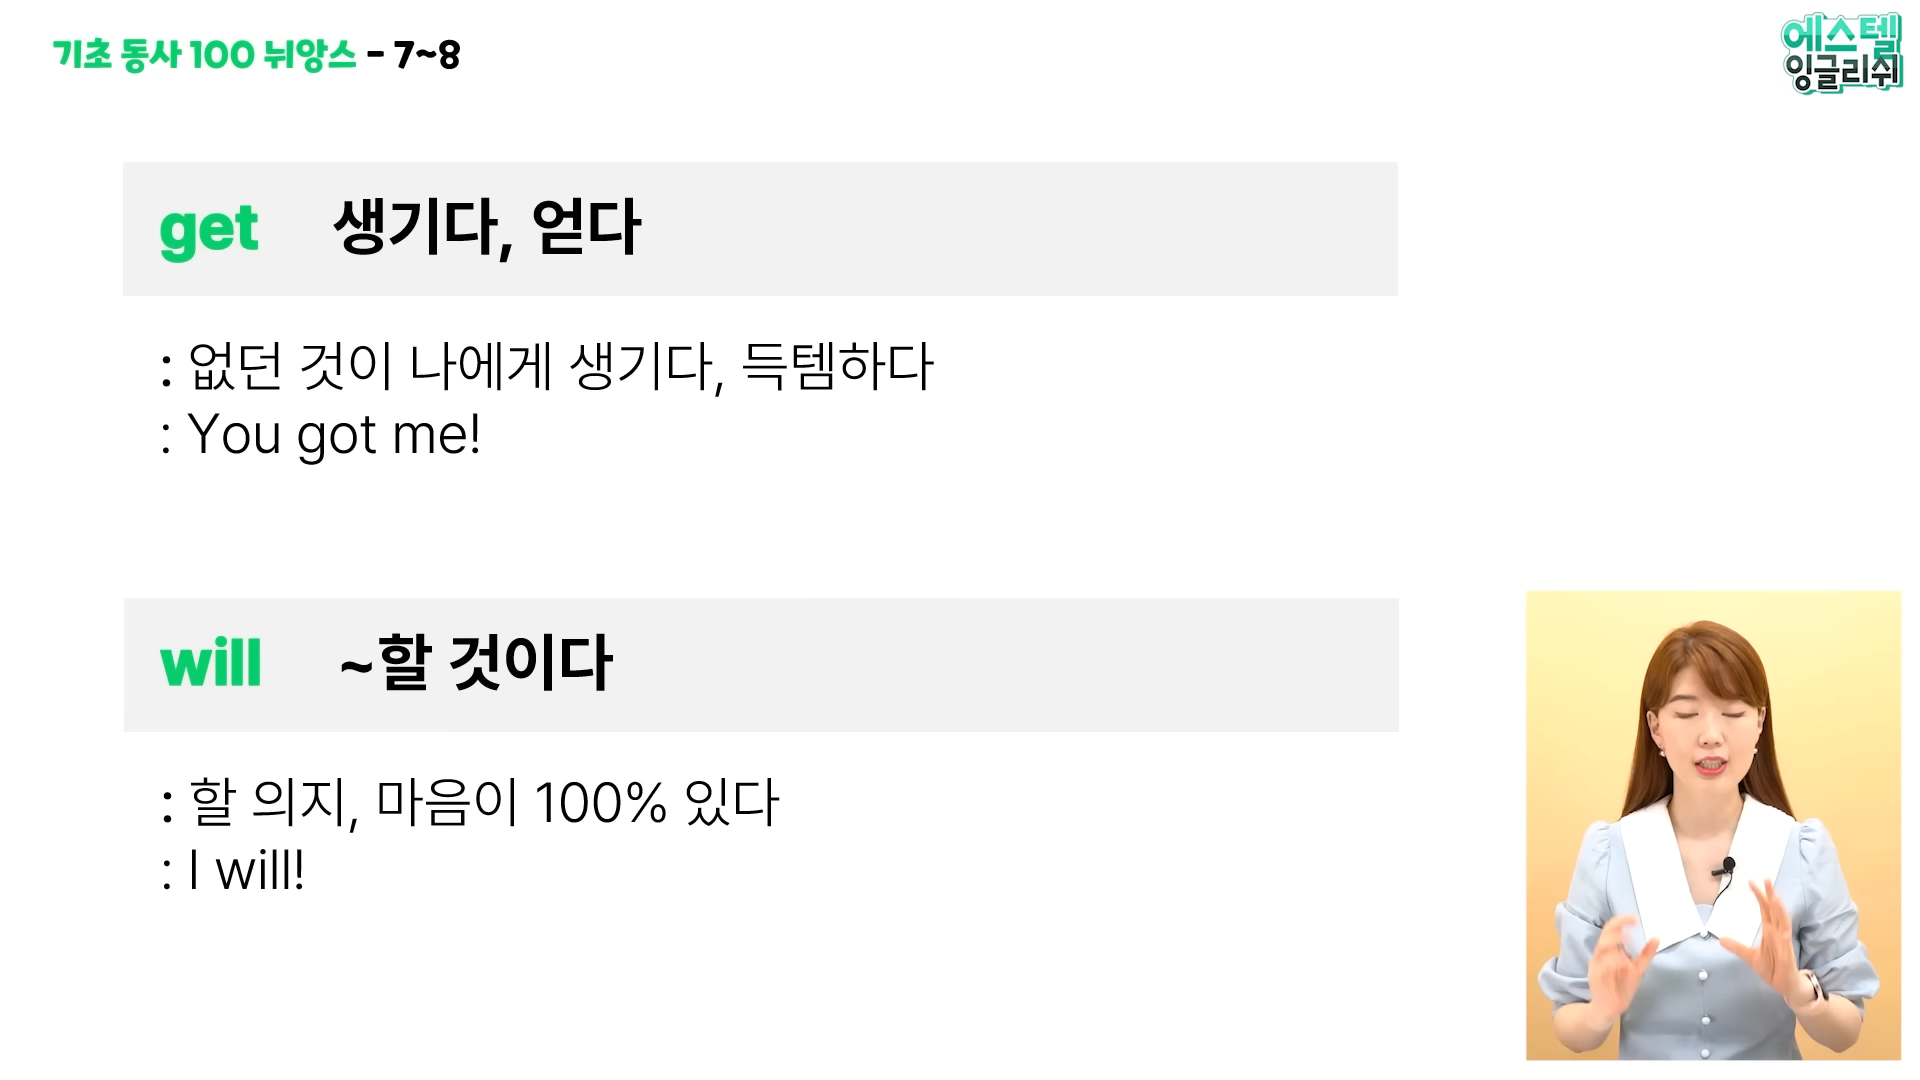 기초 동사 100 뉘앙스 - 7~8
에스텔
잉글리쉬
get 생기다, 얻다
: 없던 것이 나에게 생기다, 득템하다
: You got me!
will ~할 것이다
: 할 의지, 마음이 100% 있다
: I will!